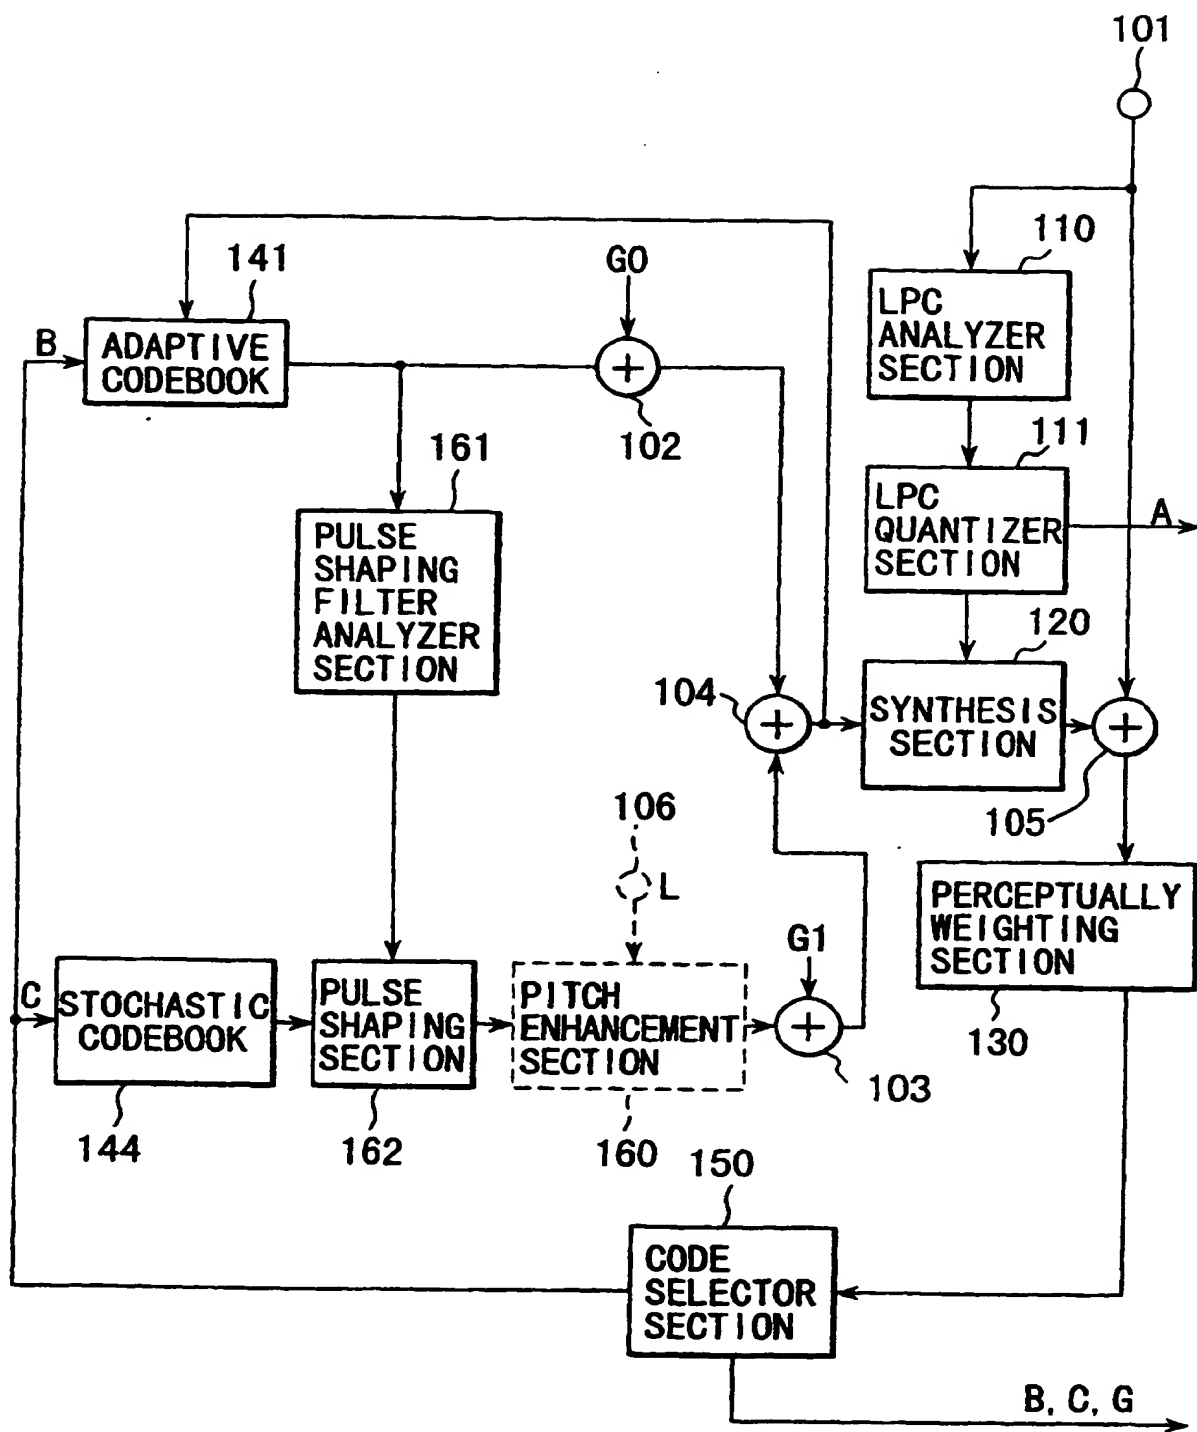 101
110
LPC
ANALYZER
SECTION
141
G0
B
ADAPTIVE
CODEBOOK
102
161
111
LPC
QUANTIZER
SECTION
A
PULSE
SHAPING
FILTER
ANALYZER
SECTION
120
104
SYNTHESIS
SECTION
105
106
L
PERCEPTUALLY
WEIGHTING
SECTION
G1
C
STOCHASTIC
CODEBOOK
PULSE
SHAPING
SECTION
PITCH
ENHANCEMENT
SECTION
130
103
144
162
160
150
CODE
SELECTOR
SECTION
B, C, G